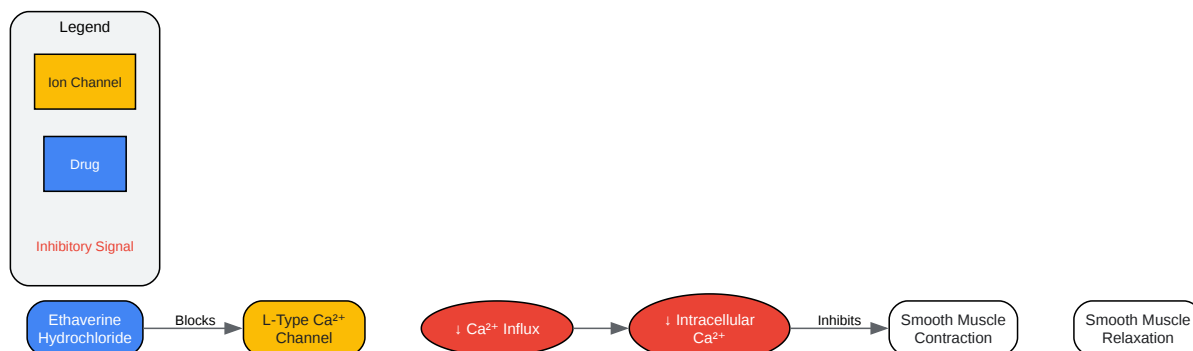 Legend
Ion Channel
Drug
Inhibitory Signal
Ethaverine
Hydrochloride
Blocks
L-Type Ca²⁺
Channel
↓ Ca²⁺ Influx
↓ Intracellular
Ca²⁺
Inhibits
Smooth Muscle
Contraction
Smooth Muscle
Relaxation